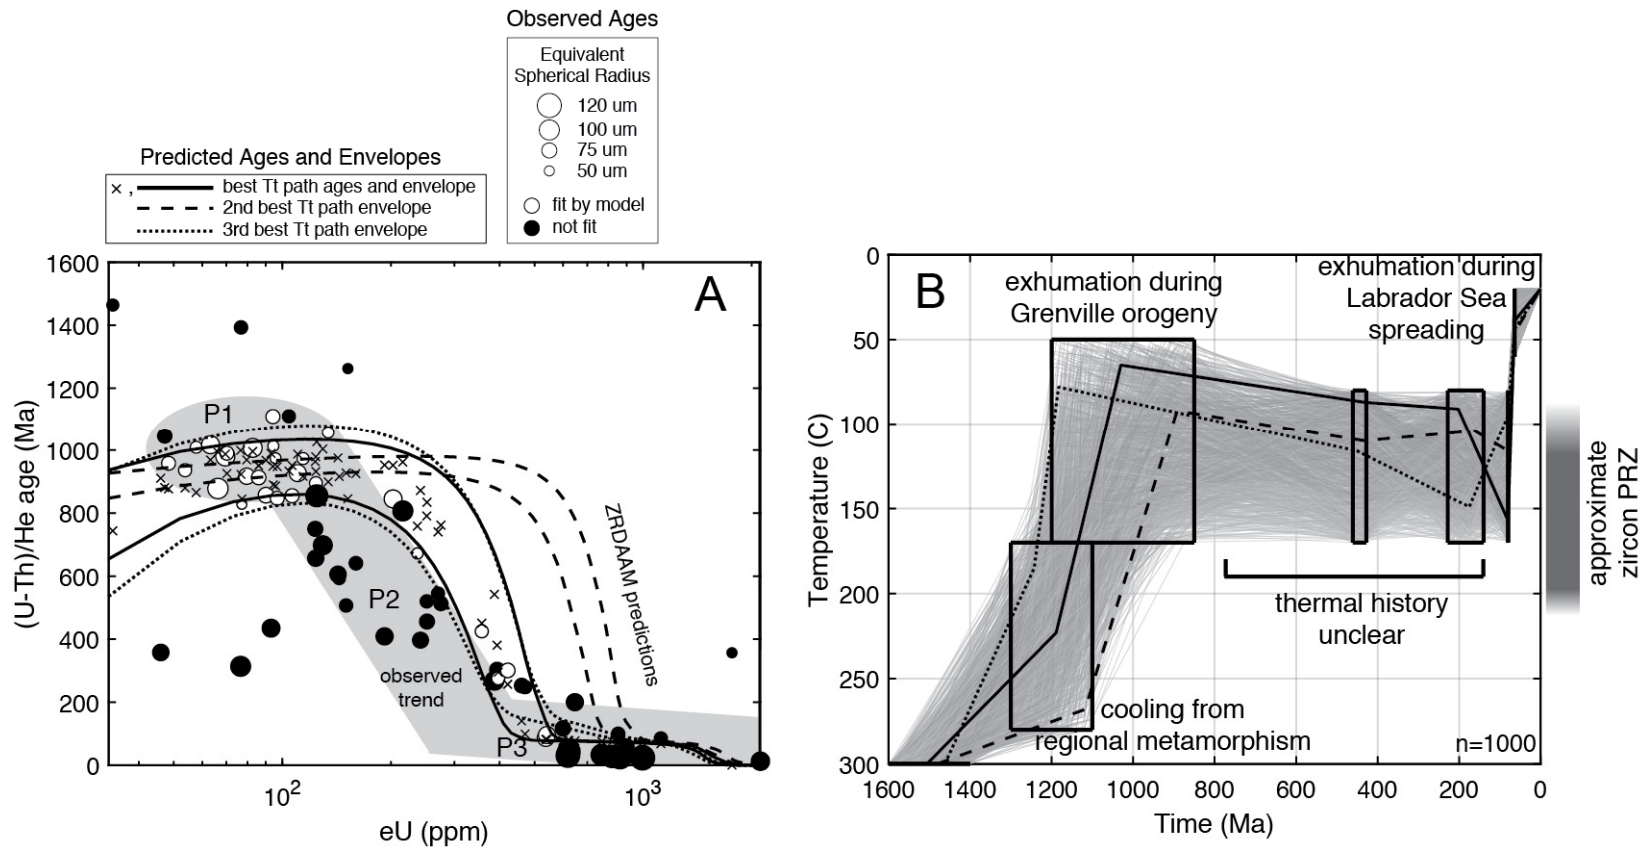 Observed Ages
Equivalent
Spherical Radius
120 um
100 um
75 um
50 um
fit by model
not fit
Predicted Ages and Envelopes
x , best Tt path ages and envelope
2nd best Tt path envelope
3rd best Tt path envelope
A
1600
1400
1200
1000
800
600
400
200
0
(U-Th)/He age (Ma)
P1
P2
P3
observed
trend
ZRDAAM predictions
10²
10³
eU (ppm)
B
0
50
100
150
200
250
300
Temperature (C)
exhumation during
Grenville orogeny
exhumation during
Labrador Sea
spreading
thermal history
unclear
cooling from
regional metamorphism
n=1000
1600
1400
1200
1000
800
600
400
200
0
Time (Ma)
approximate
zircon PRZ